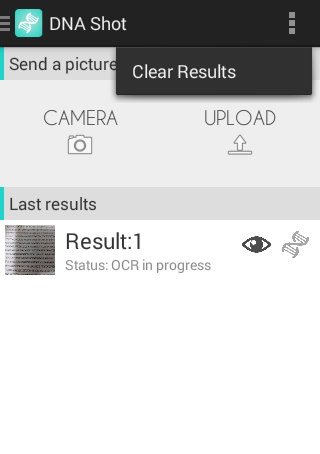 DNA Shot
Send a picture
Clear Results
CAMERA
UPLOAD
Last results
Result:1
Status: OCR in progress